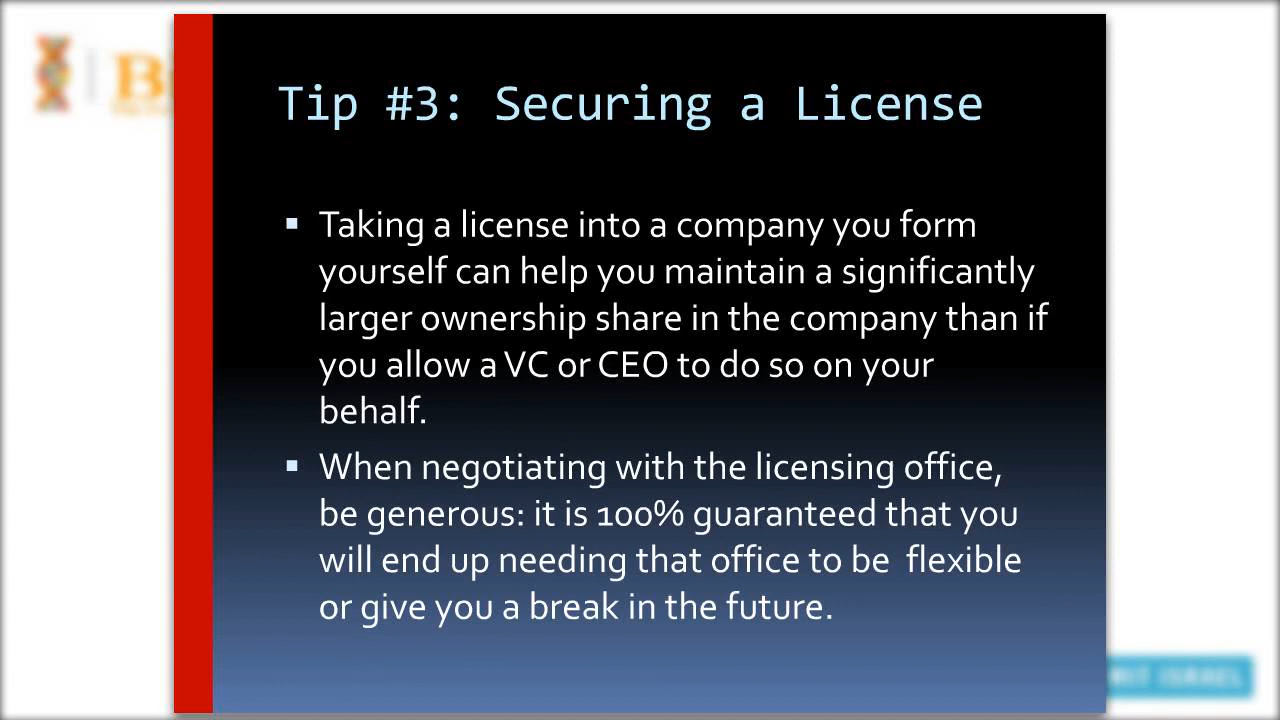 Tip #3: Securing a License
▪ Taking a license into a company you form
yourself can help you maintain a significantly
larger ownership share in the company than if
you allow a VC or CEO to do so on your
behalf.
▪ When negotiating with the licensing office,
be generous: it is 100% guaranteed that you
will end up needing that office to be  flexible
or give you a break in the future.
ISRAEL